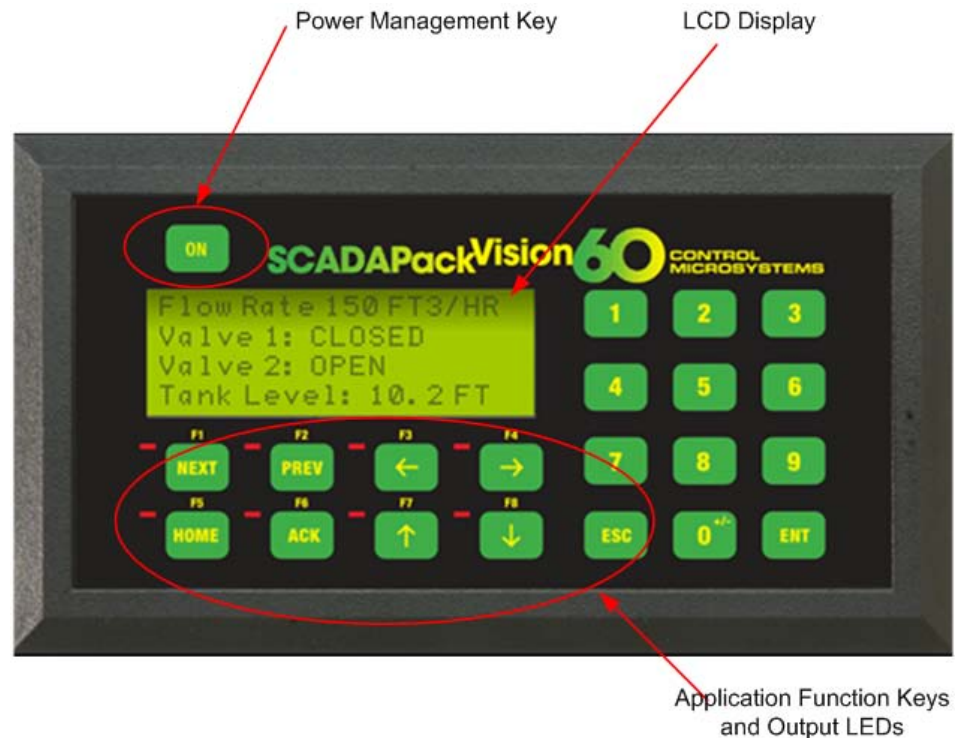 Power Management Key
LCD Display
ON
SCADAPackVision60 CONTROL MICROSYSTEMS
Flow Rate 150 FT3/HR
Valve 1: CLOSED
Valve 2: OPEN
Tank Level: 10.2 FT
1 2 3
4 5 6
F1 F2 F3 F4
NEXT PREV ← →
7 8 9
F5 F6 F7 F8
HOME ACK ↑ ↓
ESC 0 +/- ENT
Application Function Keys
and Output LEDs